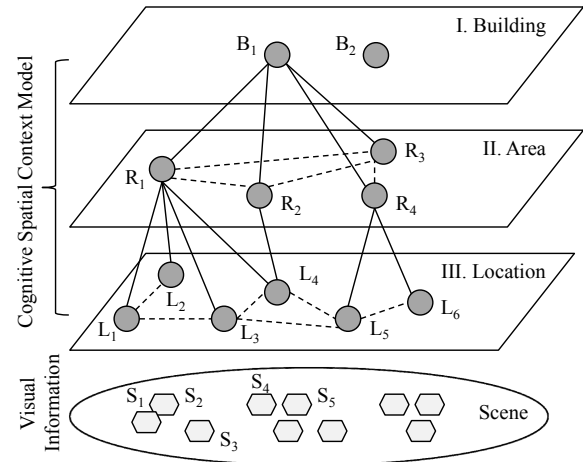 I. Building
B1
B2
Cognitive Spatial Context Model
II. Area
R1
R2
R3
R4
III. Location
L1
L2
L3
L4
L5
L6
Visual
Information
Scene
S1
S2
S3
S4
S5